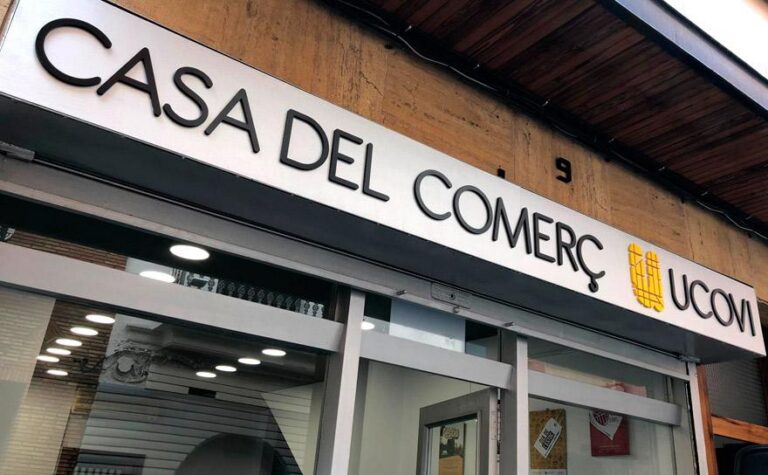 9
CASA DEL COMERÇ UCOVI